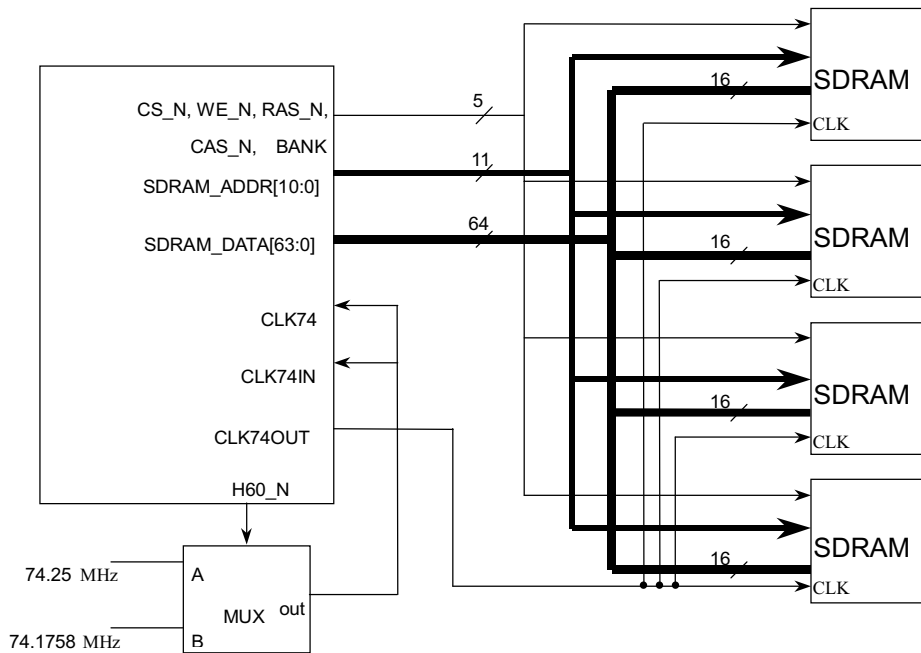 CS_N, WE_N, RAS_N,
CAS_N, BANK
SDRAM_ADDR[10:0]
SDRAM_DATA[63:0]
CLK74
CLK74IN
CLK74OUT
H60_N
5
11
64
16
SDRAM
CLK
16
SDRAM
CLK
16
SDRAM
CLK
16
SDRAM
CLK
74.25 MHz
A
MUX
out
74.1758 MHz
B